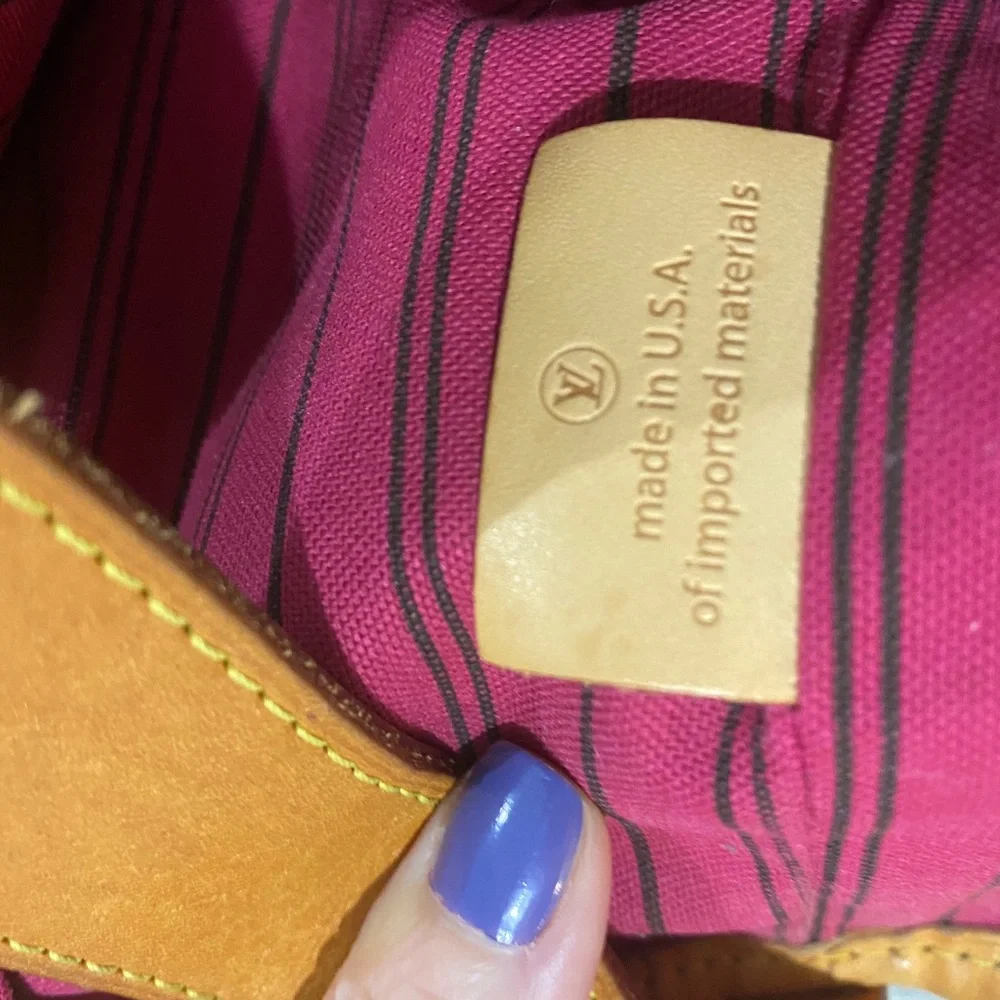 LV
made in U.S.A.
of imported materials